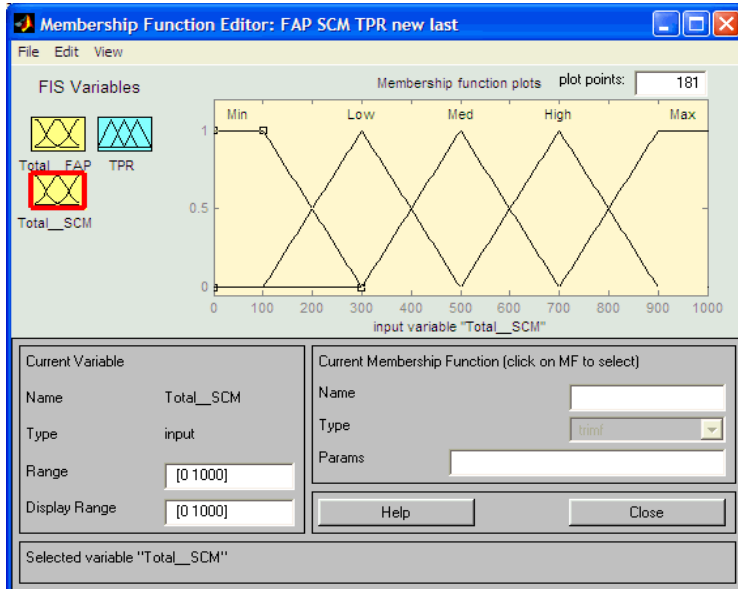 Membership Function Editor: FAP SCM TPR new last
File Edit View
FIS Variables
Membership function plots
plot points:
181
Total__FAP
TPR
Total__SCM
Min
Low
Med
High
Max
1
0.5
0
0 100 200 300 400 500 600 700 800 900 1000
input variable "Total__SCM"
Current Variable
Name Total__SCM
Type input
Range [0 1000]
Display Range [0 1000]
Current Membership Function (click on MF to select)
Name
Type trimf
Params
Help
Close
Selected variable "Total__SCM"